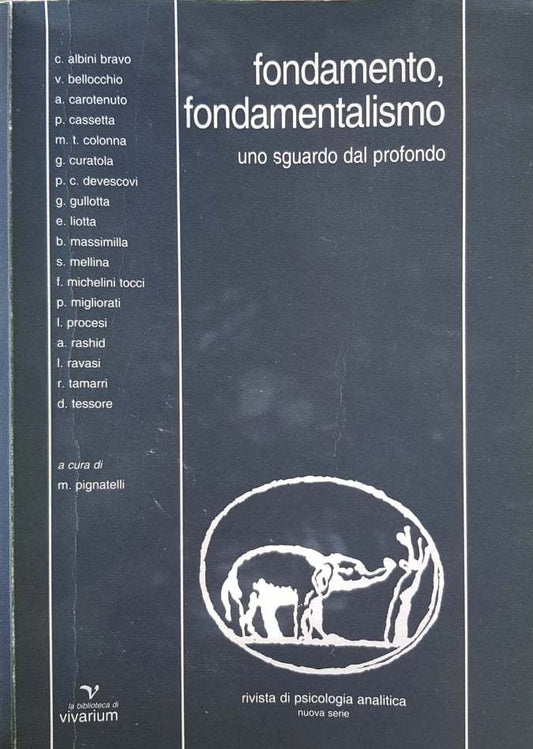 c. albini bravo
v. bellocchio
a. carotenuto
p. cassetta
m. t. colonna
g. curatola
p. c. devescovi
g. gullotta
e. liotta
b. massimilla
s. mellina
f. michelini tocci
p. migliorati
l. procesi
a. rashid
l. ravasi
r. tamarri
d. tessore
a cura di
m. pignatelli
la biblioteca di
vivarium
fondamento,
fondamentalismo
uno sguardo dal profondo
rivista di psicologia analitica
nuova serie